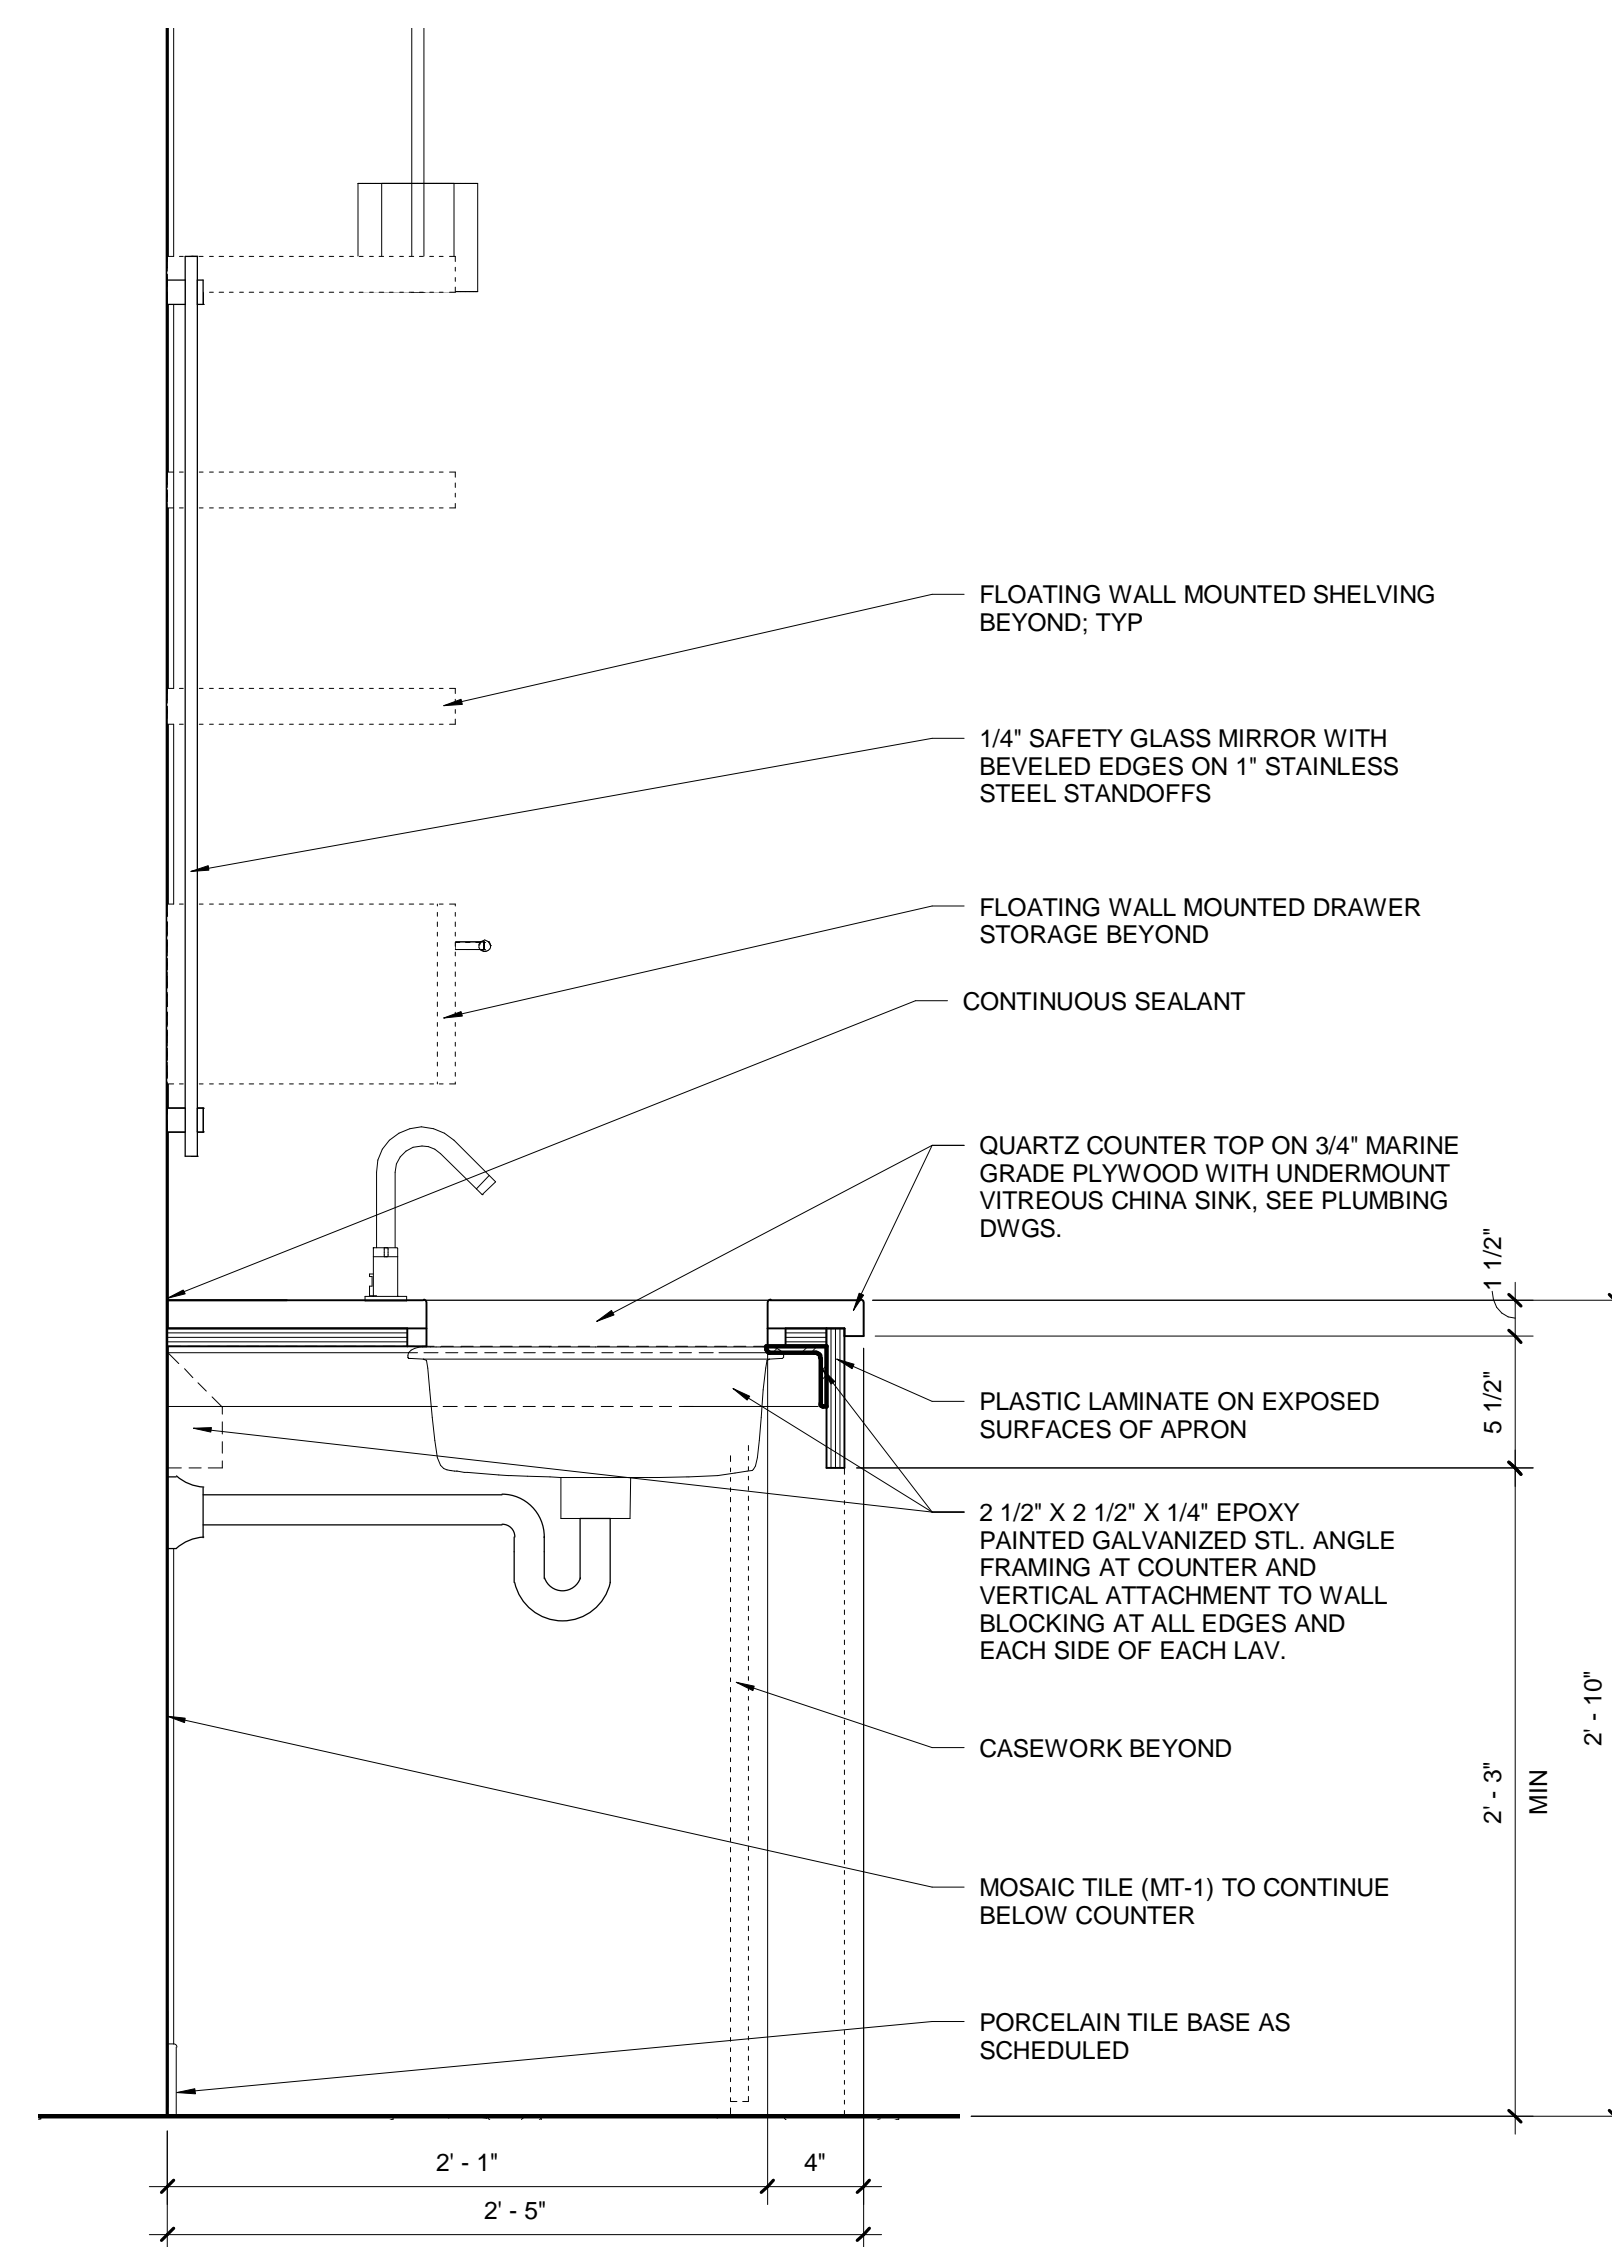 FLOATING WALL MOUNTED SHELVING
BEYOND; TYP
1/4" SAFETY GLASS MIRROR WITH
BEVELED EDGES ON 1" STAINLESS
STEEL STANDOFFS
FLOATING WALL MOUNTED DRAWER
STORAGE BEYOND
CONTINUOUS SEALANT
QUARTZ COUNTER TOP ON 3/4" MARINE
GRADE PLYWOOD WITH UNDERMOUNT
VITREOUS CHINA SINK, SEE PLUMBING
DWGS.
1 1/2"
PLASTIC LAMINATE ON EXPOSED
SURFACES OF APRON
5 1/2"
2 1/2" X 2 1/2" X 1/4" EPOXY
PAINTED GALVANIZED STL. ANGLE
FRAMING AT COUNTER AND
VERTICAL ATTACHMENT TO WALL
BLOCKING AT ALL EDGES AND
EACH SIDE OF EACH LAV.
2' - 10"
CASEWORK BEYOND
2' - 3"
MIN
MOSAIC TILE (MT-1) TO CONTINUE
BELOW COUNTER
PORCELAIN TILE BASE AS
SCHEDULED
2' - 1"
4"
2' - 5"